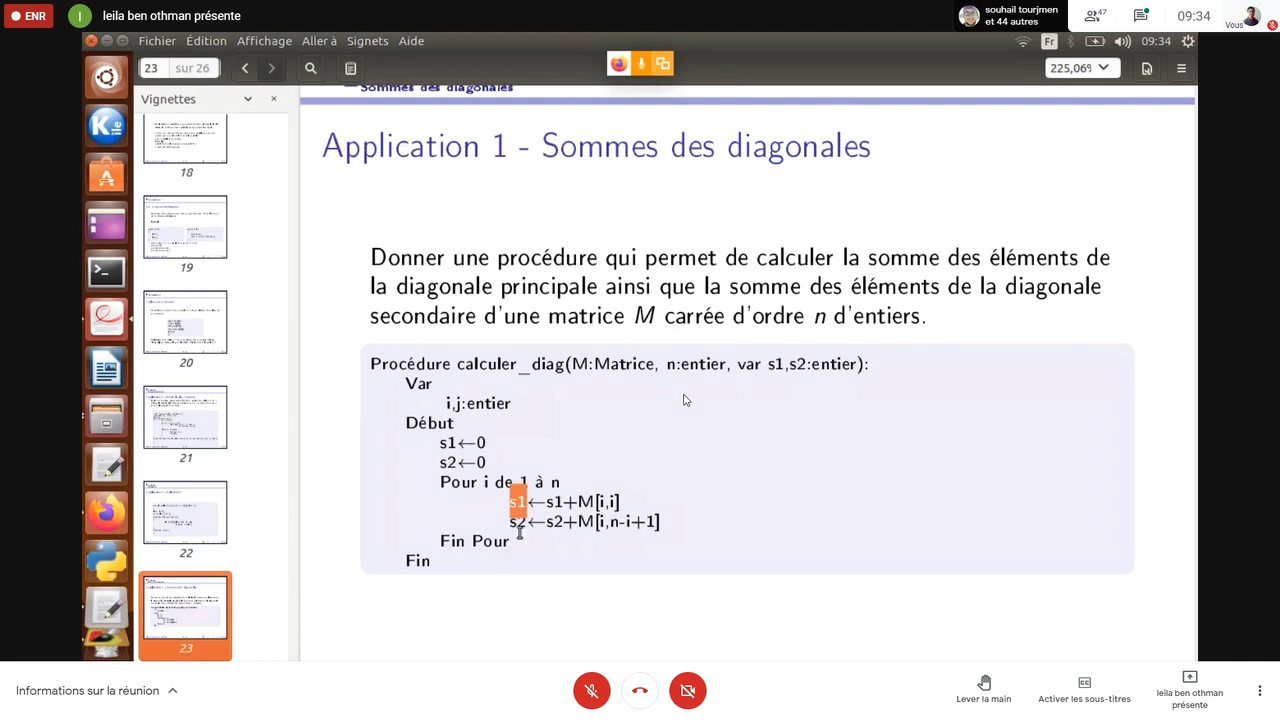 ENR
l
leila ben othman présente
souhail tourjmen
et 44 autres
47
09:34
Vous
Fichier Édition Affichage Aller à Signets Aide
Fr
09:34
23 sur 26
225,06%
Vignettes
18
19
20
21
22
23
Sommes des diagonales
Application 1 - Sommes des diagonales
Donner une procédure qui permet de calculer la somme des éléments de
la diagonale principale ainsi que la somme des éléments de la diagonale
secondaire d'une matrice M carrée d'ordre n d'entiers.
Procédure calculer_diag(M:Matrice, n:entier, var s1,s2:entier):
Var
i,j:entier
Début
s1←0
s2←0
Pour i de 1 à n
s1←s1+M[i,i]
s2←s2+M[i,n-i+1]
Fin Pour
Fin
Informations sur la réunion
Lever la main
Activer les sous-titres
leila ben othman
présente